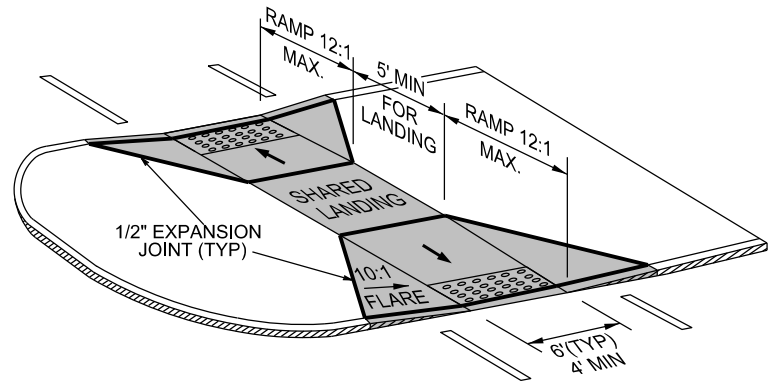 RAMP 12:1
MAX.
5' MIN
FOR
LANDING
RAMP 12:1
MAX.
SHARED
LANDING
1/2" EXPANSION
JOINT (TYP)
10:1
FLARE
6'(TYP)
4' MIN